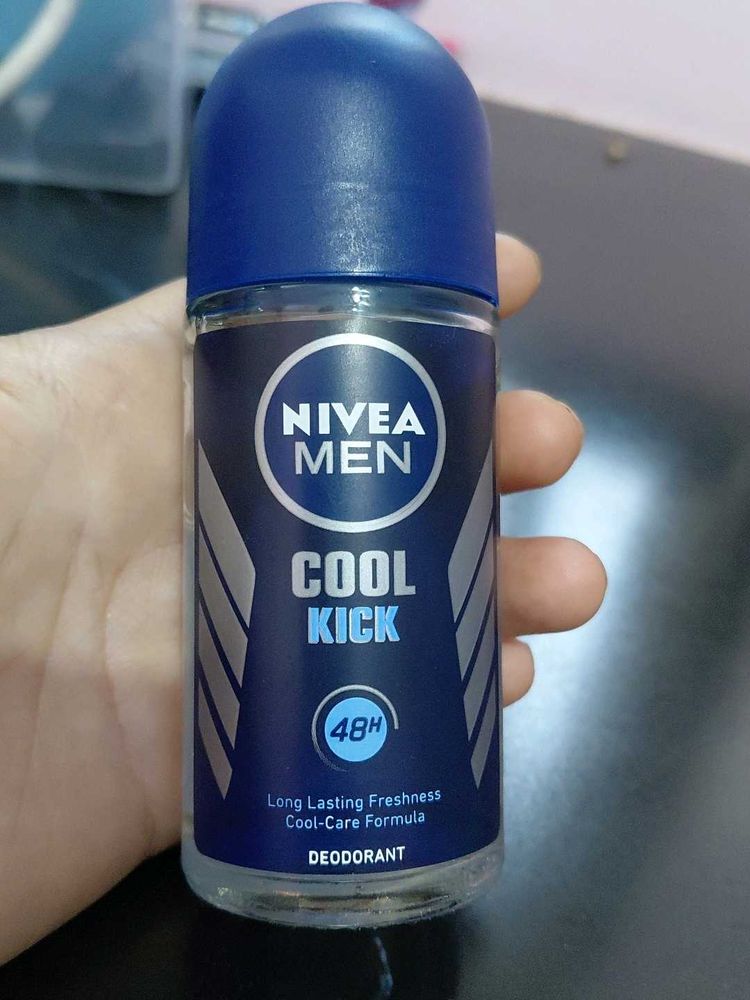 NIVEA
MEN
COOL
KICK
48H
Long Lasting Freshness
Cool-Care Formula
DEODORANT